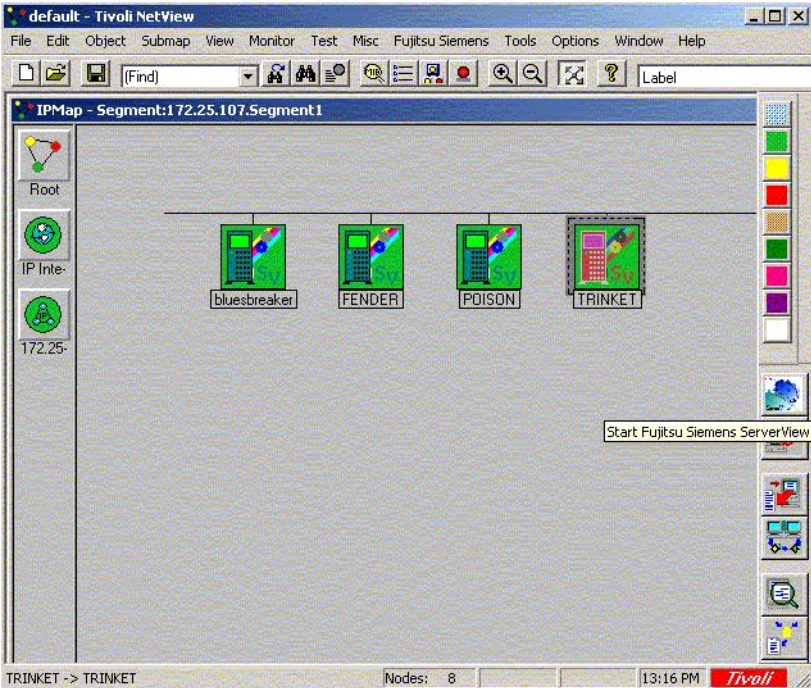 default - Tivoli NetView
File Edit Object Submap View Monitor Test Misc Fujitsu Siemens Tools Options Window Help
(Find)
Label
IPMap - Segment:172.25.107.Segment1
Root
IP Inte-
172.25-
bluesbreaker
FENDER
POISON
TRINKET
Start Fujitsu Siemens ServerView
TRINKET -> TRINKET
Nodes: 8
13:16 PM
Tivoli